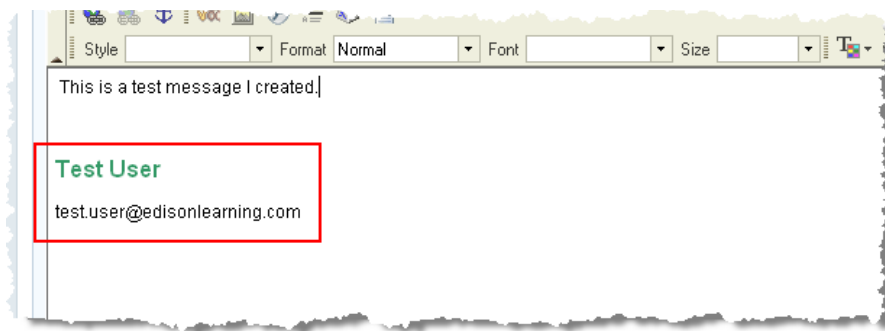 Style Format Normal Font Size
This is a test message I created.
Test User
test.user@edisonlearning.com